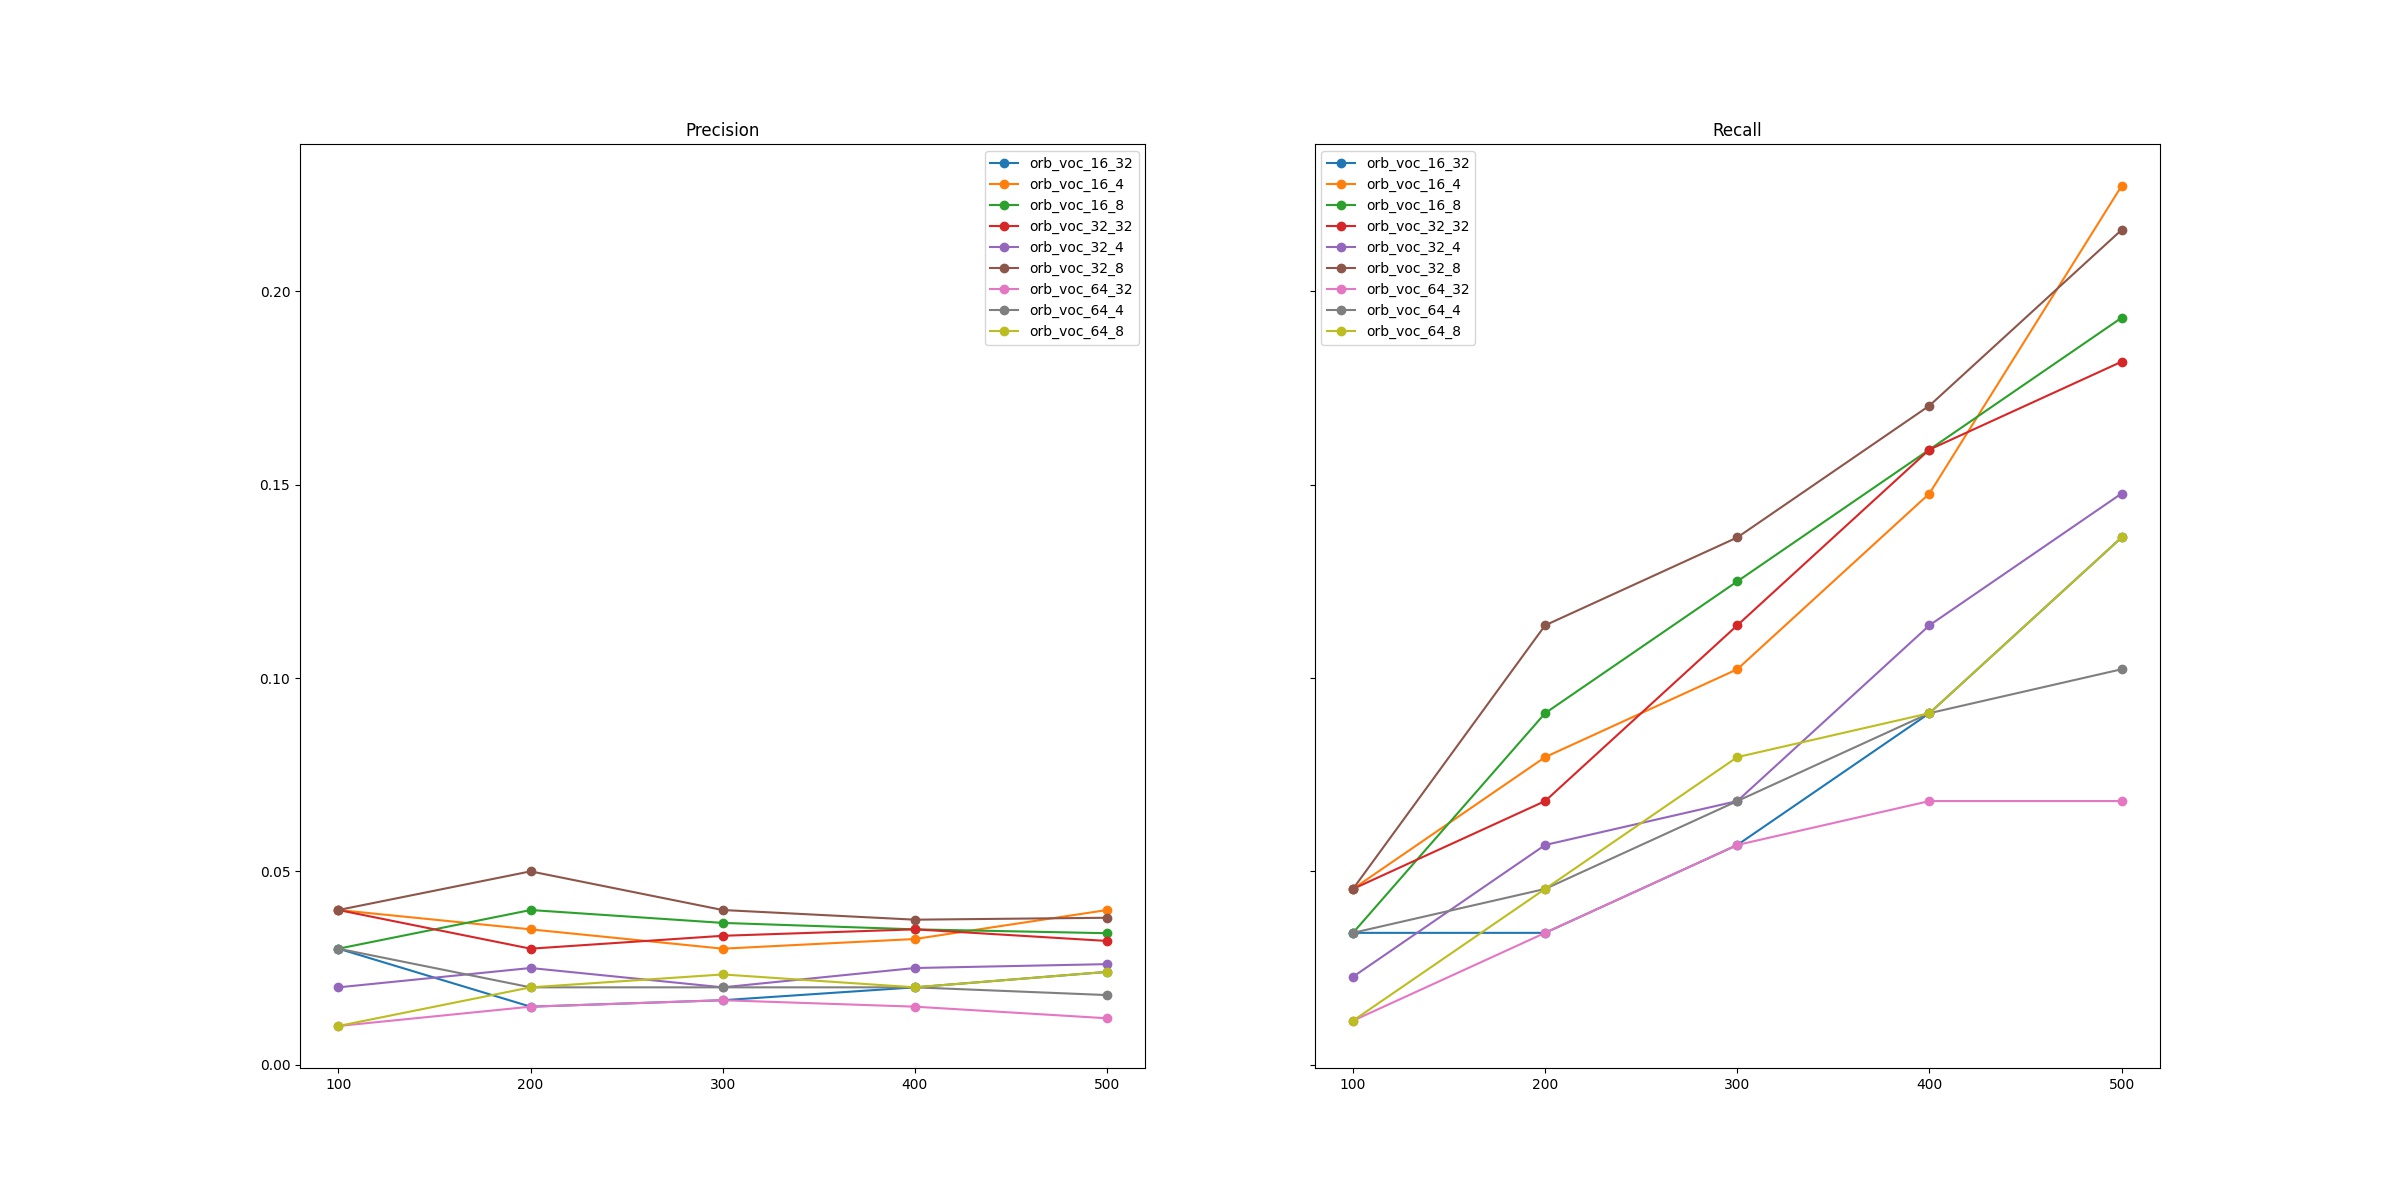 Precision
orb_voc_16_32
orb_voc_16_4
orb_voc_16_8
orb_voc_32_32
orb_voc_32_4
orb_voc_32_8
orb_voc_64_32
orb_voc_64_4
orb_voc_64_8
0.20
0.15
0.10
0.05
0.00
100 200 300 400 500
Recall
orb_voc_16_32
orb_voc_16_4
orb_voc_16_8
orb_voc_32_32
orb_voc_32_4
orb_voc_32_8
orb_voc_64_32
orb_voc_64_4
orb_voc_64_8
100 200 300 400 500